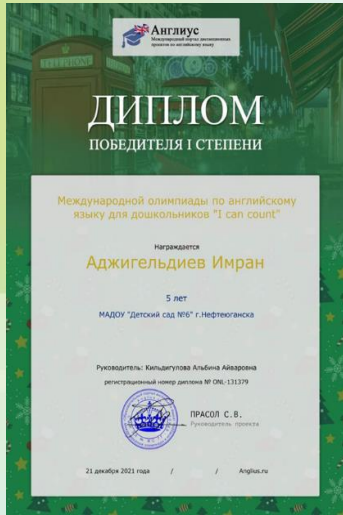 Англиус
Международный портал дистанционных
проектов по английскому языку
TELEPHONE
ДИПЛОМ
ПОБЕДИТЕЛЯ I СТЕПЕНИ
Международной олимпиады по английскому
языку для дошкольников "I can count"
Награждается
Аджигельдиев Имран
5 лет
МАДОУ "Детский сад №6" г.Нефтеюганска
Руководитель: Кильдигулова Альбина Айваровна
регистрационный номер диплома № ONL-131379
ПРАСОЛ С.В.
Руководитель проекта
21 декабря 2021 года / / Anglius.ru